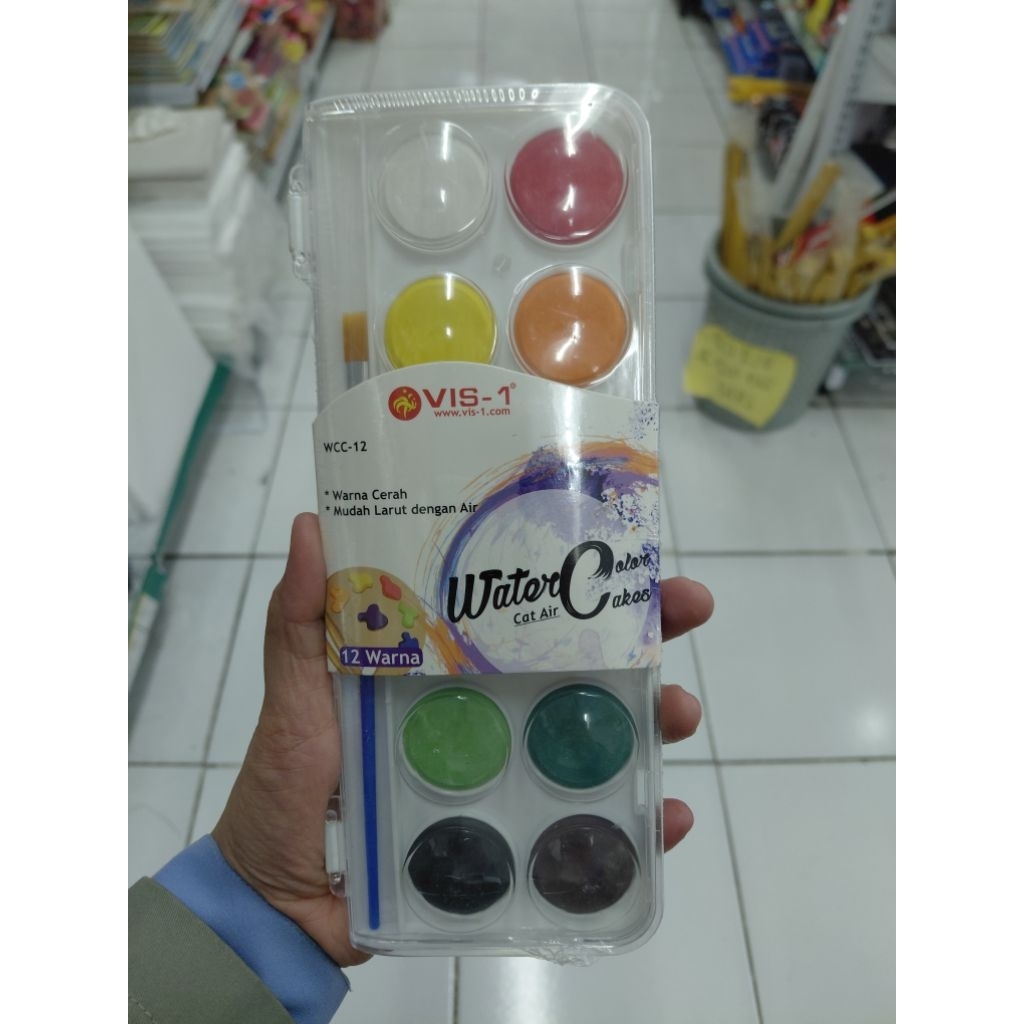 VIS-1®
www.vis-1.com
WCC-12
* Warna Cerah
* Mudah Larut dengan Air
Water Color Cakes
Cat Air
12 Warna